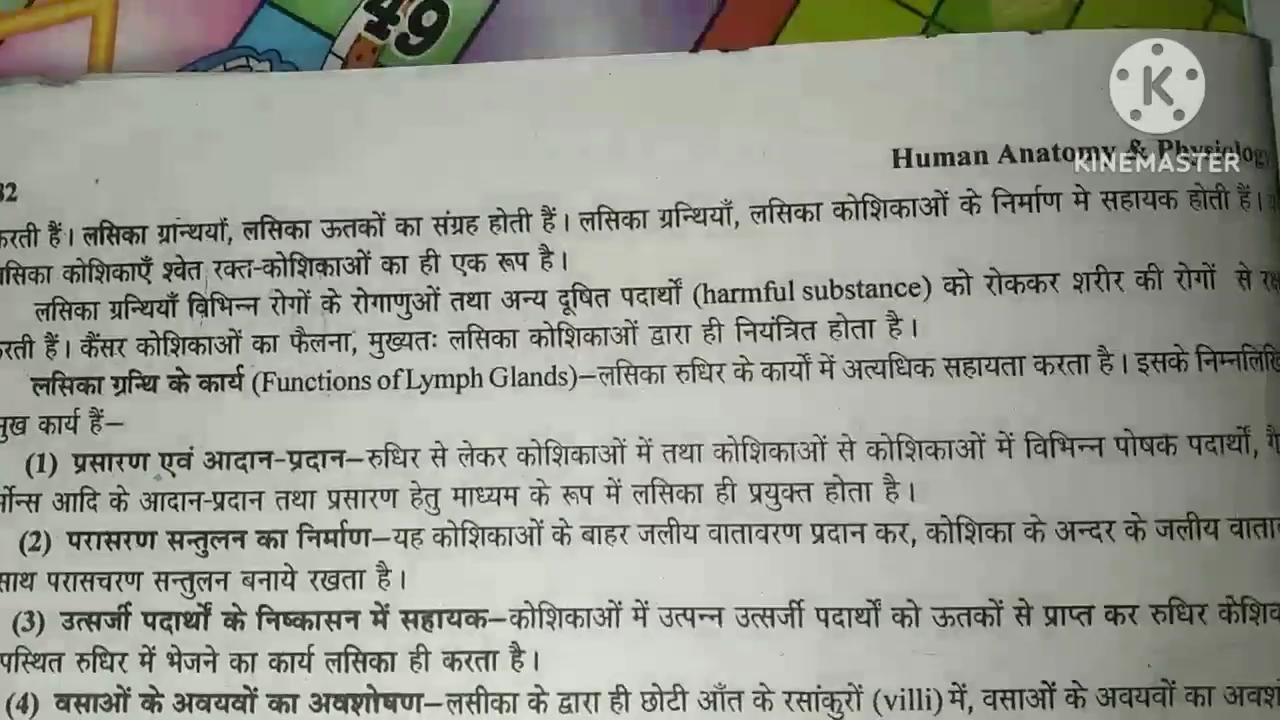 49
KINEMASTER
Human Anatomy & Physiology
32
करती हैं। लसिका ग्रन्थियाँ, लसिका ऊतकों का संग्रह होती हैं। लसिका ग्रन्थियाँ, लसिका कोशिकाओं के निर्माण मे सहायक होती हैं।
लसिका कोशिकाएँ श्वेत रक्त-कोशिकाओं का ही एक रूप है।
लसिका ग्रन्थियाँ विभिन्न रोगों के रोगाणुओं तथा अन्य दूषित पदार्थों (harmful substance) को रोककर शरीर की रोगों से
करती हैं। कैंसर कोशिकाओं का फैलना, मुख्यतः लसिका कोशिकाओं द्वारा ही नियंत्रित होता है।
लसिका ग्रन्थि के कार्य (Functions of Lymph Glands)–लसिका रुधिर के कार्यों में अत्यधिक सहायता करता है। इसके
कार्य हैं–
(1) प्रसारण एवं आदान-प्रदान–रुधिर से लेकर कोशिकाओं में तथा कोशिकाओं से कोशिकाओं में विभिन्न पोषक पदार्थों,
आदि के आदान-प्रदान तथा प्रसारण हेतु माध्यम के रूप में लसिका ही प्रयुक्त होता है।
(2) परासरण सन्तुलन का निर्माण–यह कोशिकाओं के बाहर जलीय वातावरण प्रदान कर, कोशिका के अन्दर के जलीय
साथ परासचरण सन्तुलन बनाये रखता है।
(3) उत्सर्जी पदार्थों के निष्कासन में सहायक–कोशिकाओं में उत्पन्न उत्सर्जी पदार्थों को ऊतकों से प्राप्त कर रुधिर
रुधिर में भेजने का कार्य लसिका ही करता है।
(4) वसाओं के अवयवों का अवशोषण–लसीका के द्वारा ही छोटी आँत के रसांकुरों (villi) में, वसाओं के अवयवों का